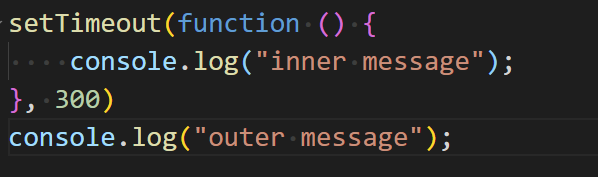 setTimeout(function () {
    console.log("inner message");
}, 300)
console.log("outer message");